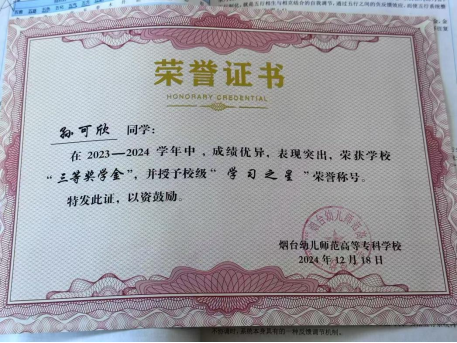 荣誉证书
HONORARY CREDENTIAL
孙可欣 同学:
在 2023—2024 学年中,成绩优异,表现突出,荣获学校
“三等奖学金”,并授予校级“学习之星”荣誉称号。
特发此证,以资鼓励。
烟台幼儿师范高等专科学校
2024 年 12 月 18 日